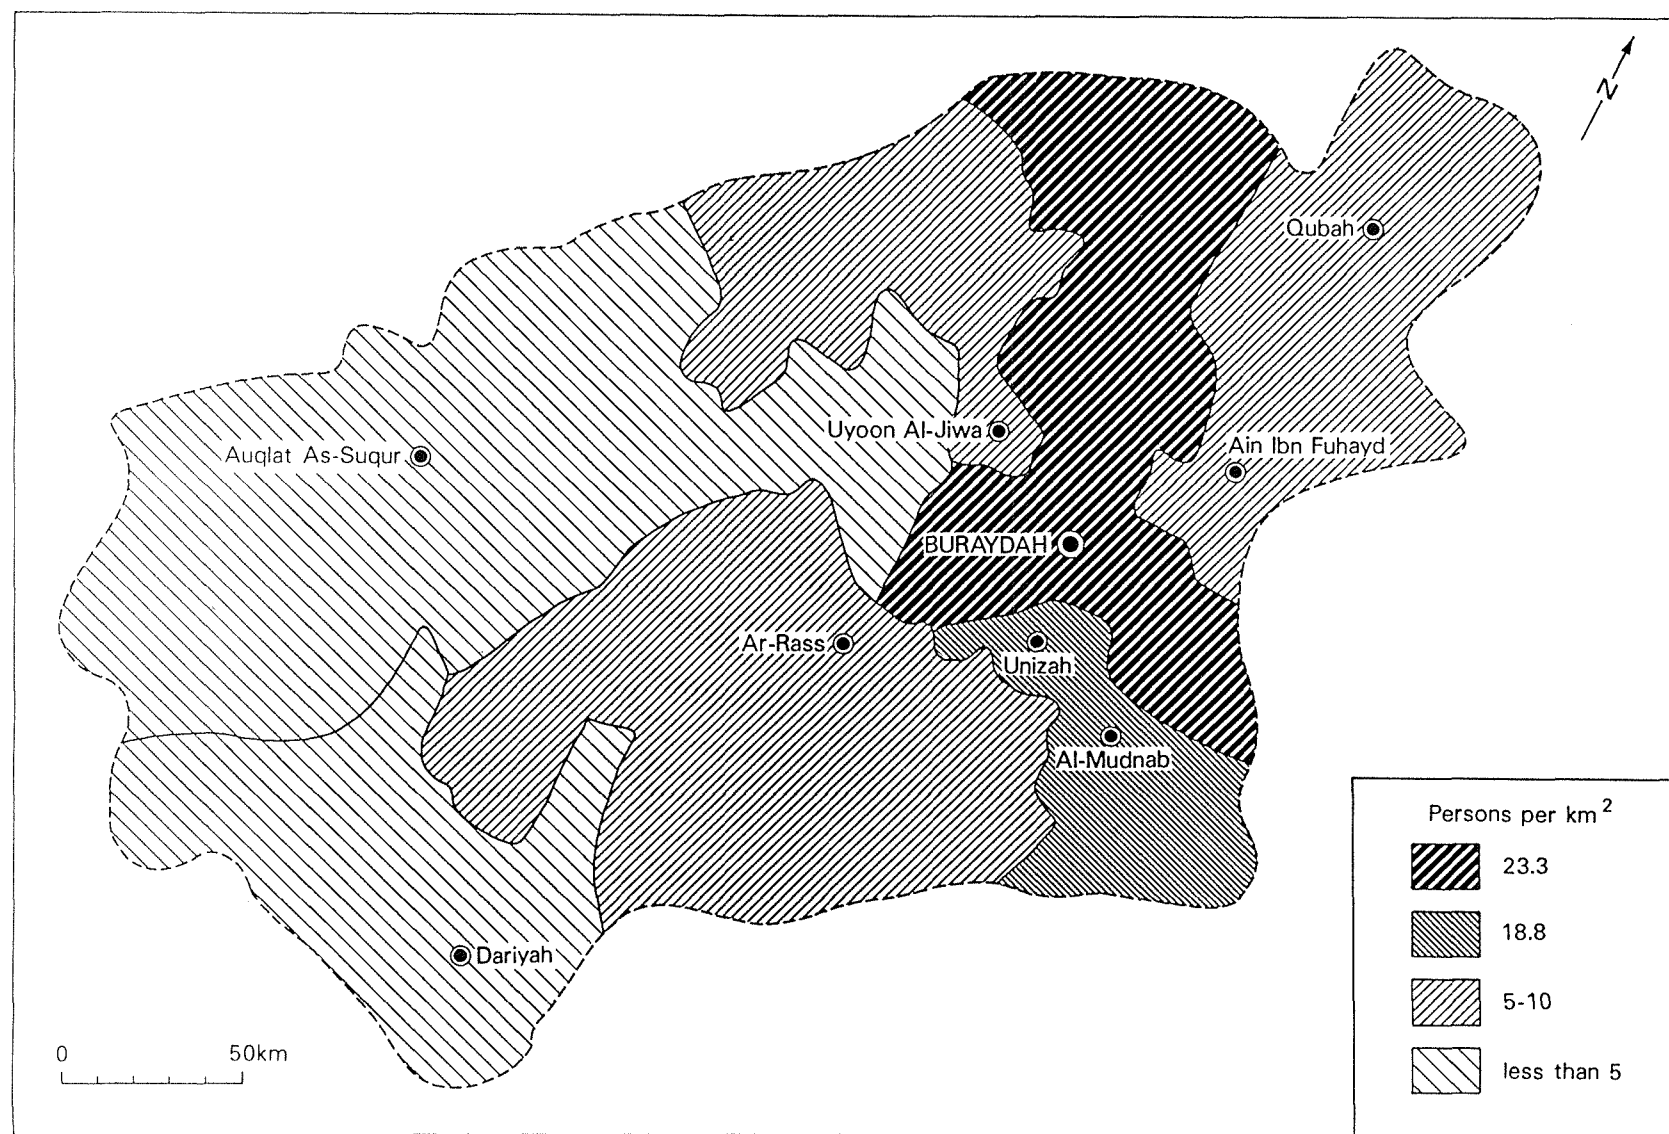 N
Qubah
Uyoon Al-Jiwa
Ain Ibn Fuhayd
Auqlat As-Suqur
BURAYDAH
Ar-Rass
Unizah
Al-Mudnab
Dariyah
0 50km
Persons per km²
23.3
18.8
5-10
less than 5